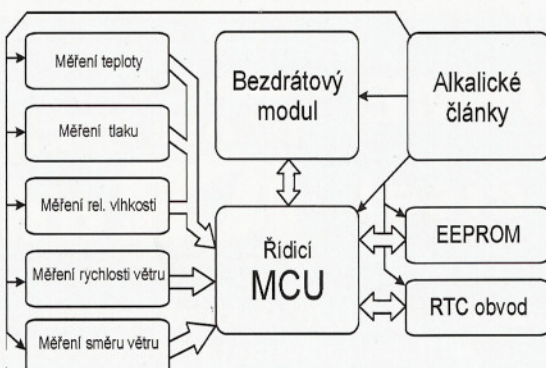 Měření teploty
Měření tlaku
Měření rel. vlhkosti
Měření rychlosti větru
Měření směru větru
Bezdrátový
modul
Alkalické
články
Řídicí
MCU
EEPROM
RTC obvod